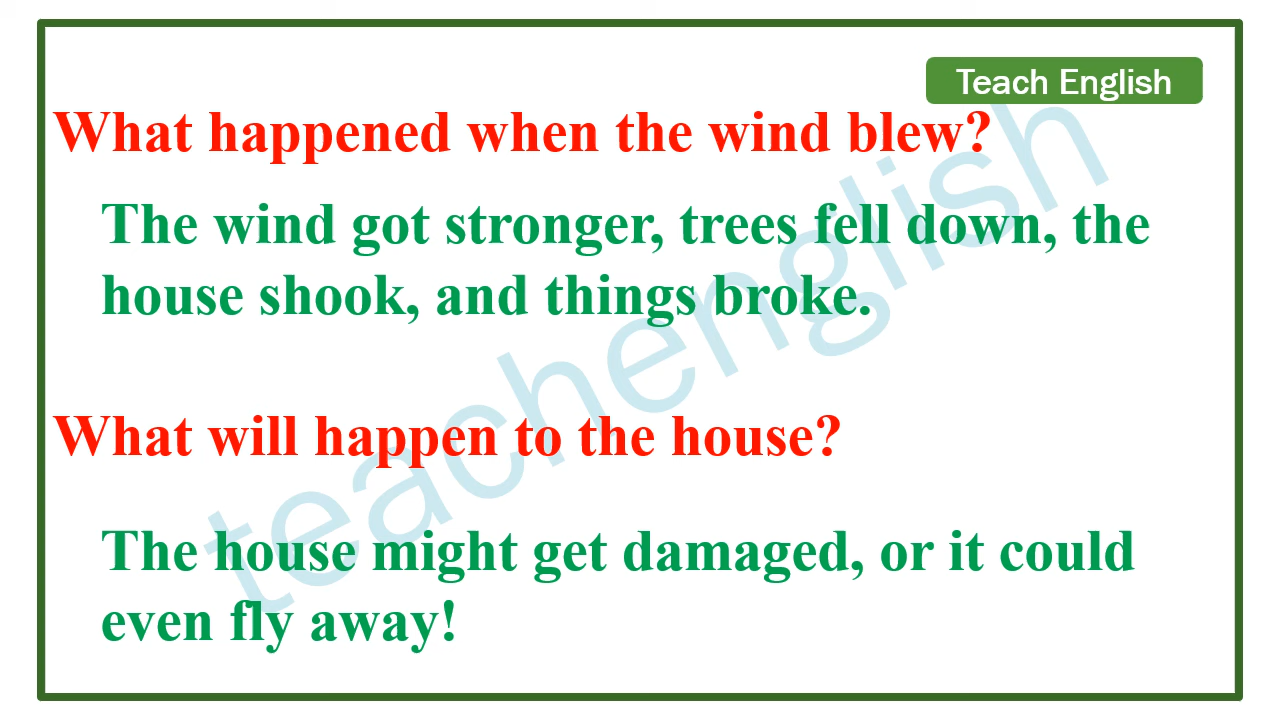 Teach English
What happened when the wind blew?
The wind got stronger, trees fell down, the
house shook, and things broke.
What will happen to the house?
The house might get damaged, or it could
even fly away!
teachenglish